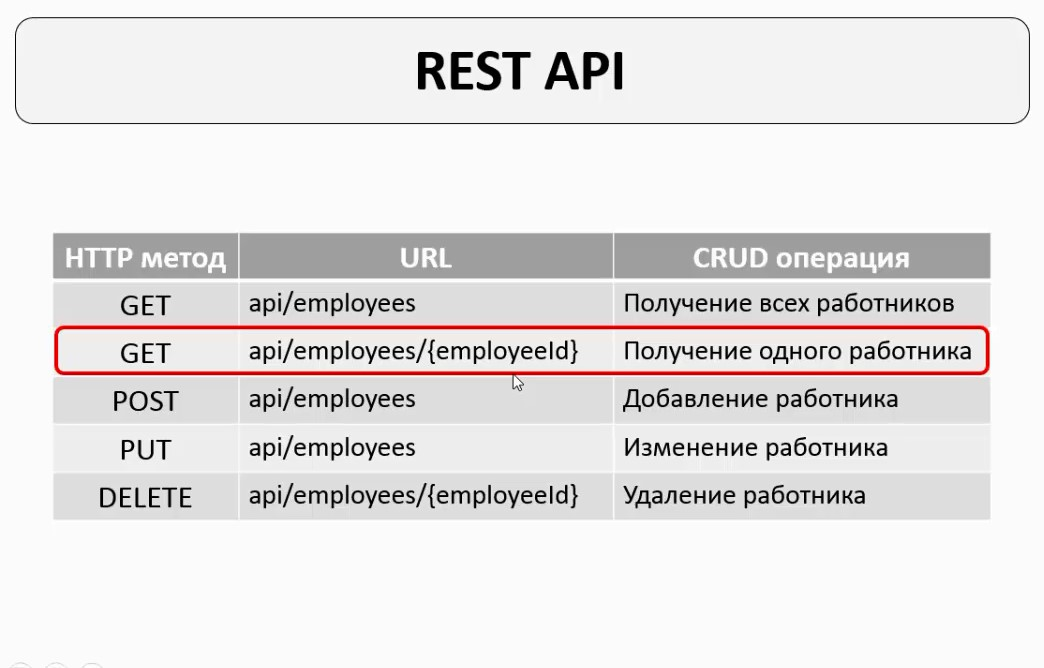 REST API
HTTP метод URL CRUD операция
GET api/employees Получение всех работников
GET api/employees/{employeeId} Получение одного работника
POST api/employees Добавление работника
PUT api/employees Изменение работника
DELETE api/employees/{employeeId} Удаление работника